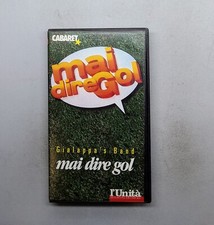 CABARET
mai
dire Gol
Gialappa's Band
mai dire gol
l'Unità